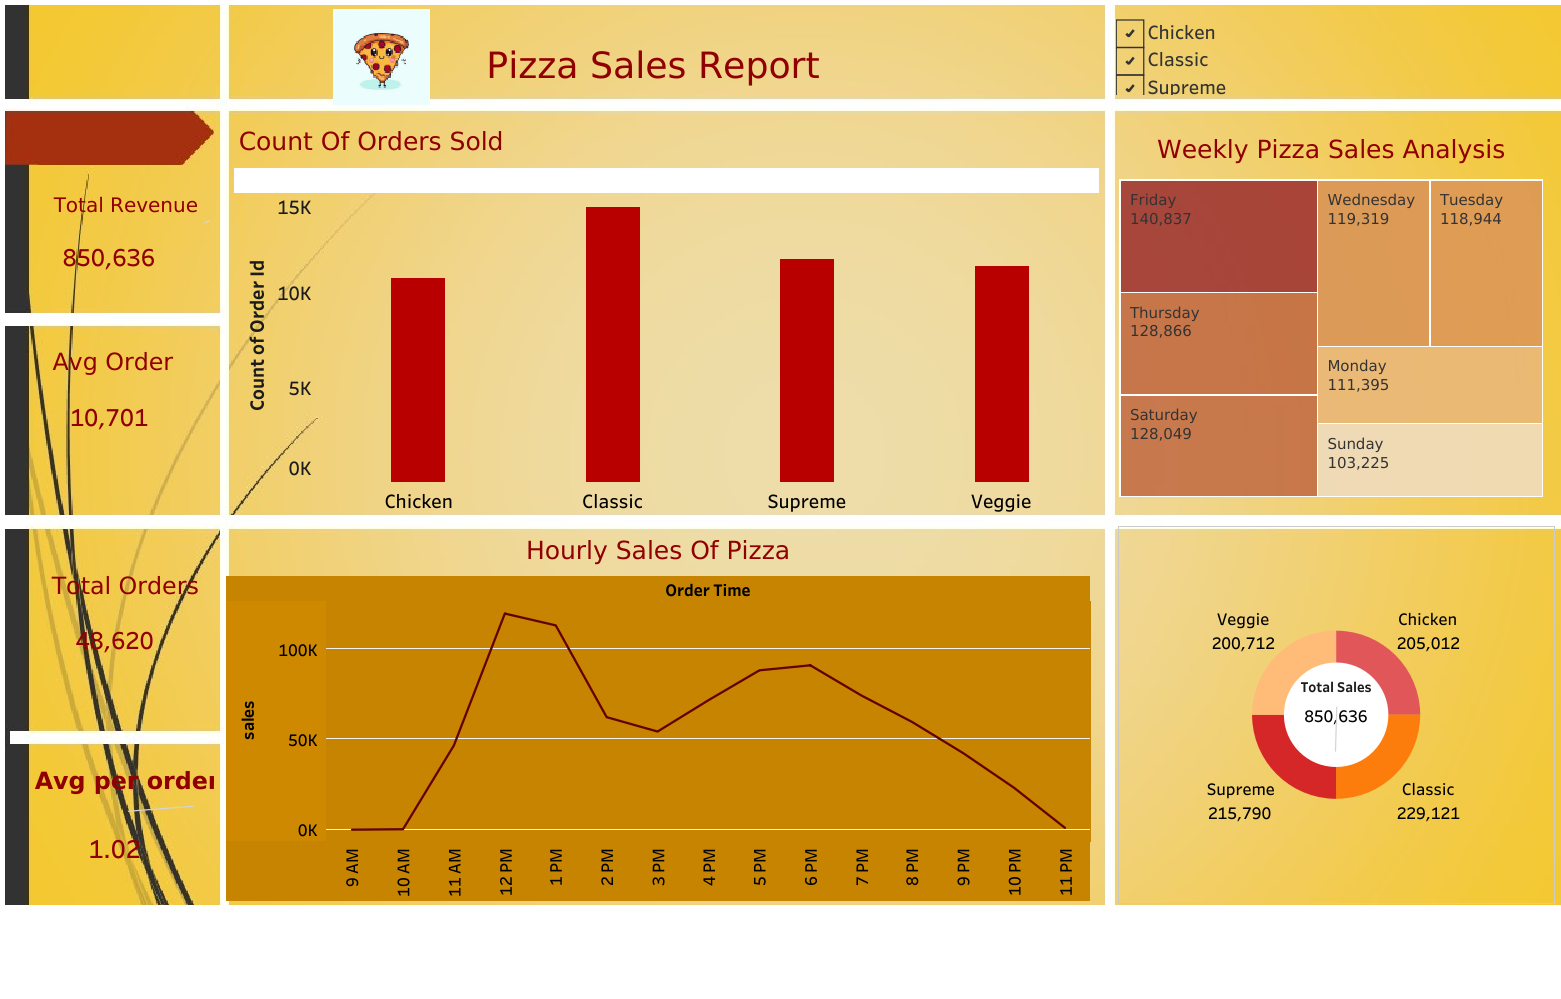 Pizza Sales Report
Chicken
Classic
Supreme
Total Revenue
850,636
Avg Order
10,701
Total Orders
48,620
Avg per order
1.02
Count Of Orders Sold
Count of Order Id
15K
10K
5K
0K
Chicken Classic Supreme Veggie
Weekly Pizza Sales Analysis
Friday
140,837
Thursday
128,866
Saturday
128,049
Wednesday
119,319
Tuesday
118,944
Monday
111,395
Sunday
103,225
Hourly Sales Of Pizza
Order Time
sales
100K
50K
0K
9 AM 10 AM 11 AM 12 PM 1 PM 2 PM 3 PM 4 PM 5 PM 6 PM 7 PM 8 PM 9 PM 10 PM 11 PM
Veggie
200,712
Chicken
205,012
Total Sales
850,636
Supreme
215,790
Classic
229,121